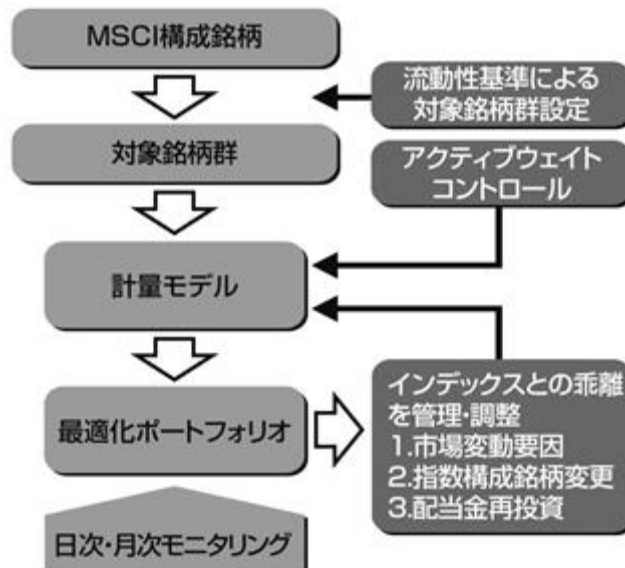 MSCI構成銘柄
流動性基準による
対象銘柄群設定
対象銘柄群
アクティブウェイト
コントロール
計量モデル
最適化ポートフォリオ
インデックスとの乖離
を管理・調整
1.市場変動要因
2.指数構成銘柄変更
3.配当金再投資
日次・月次モニタリング